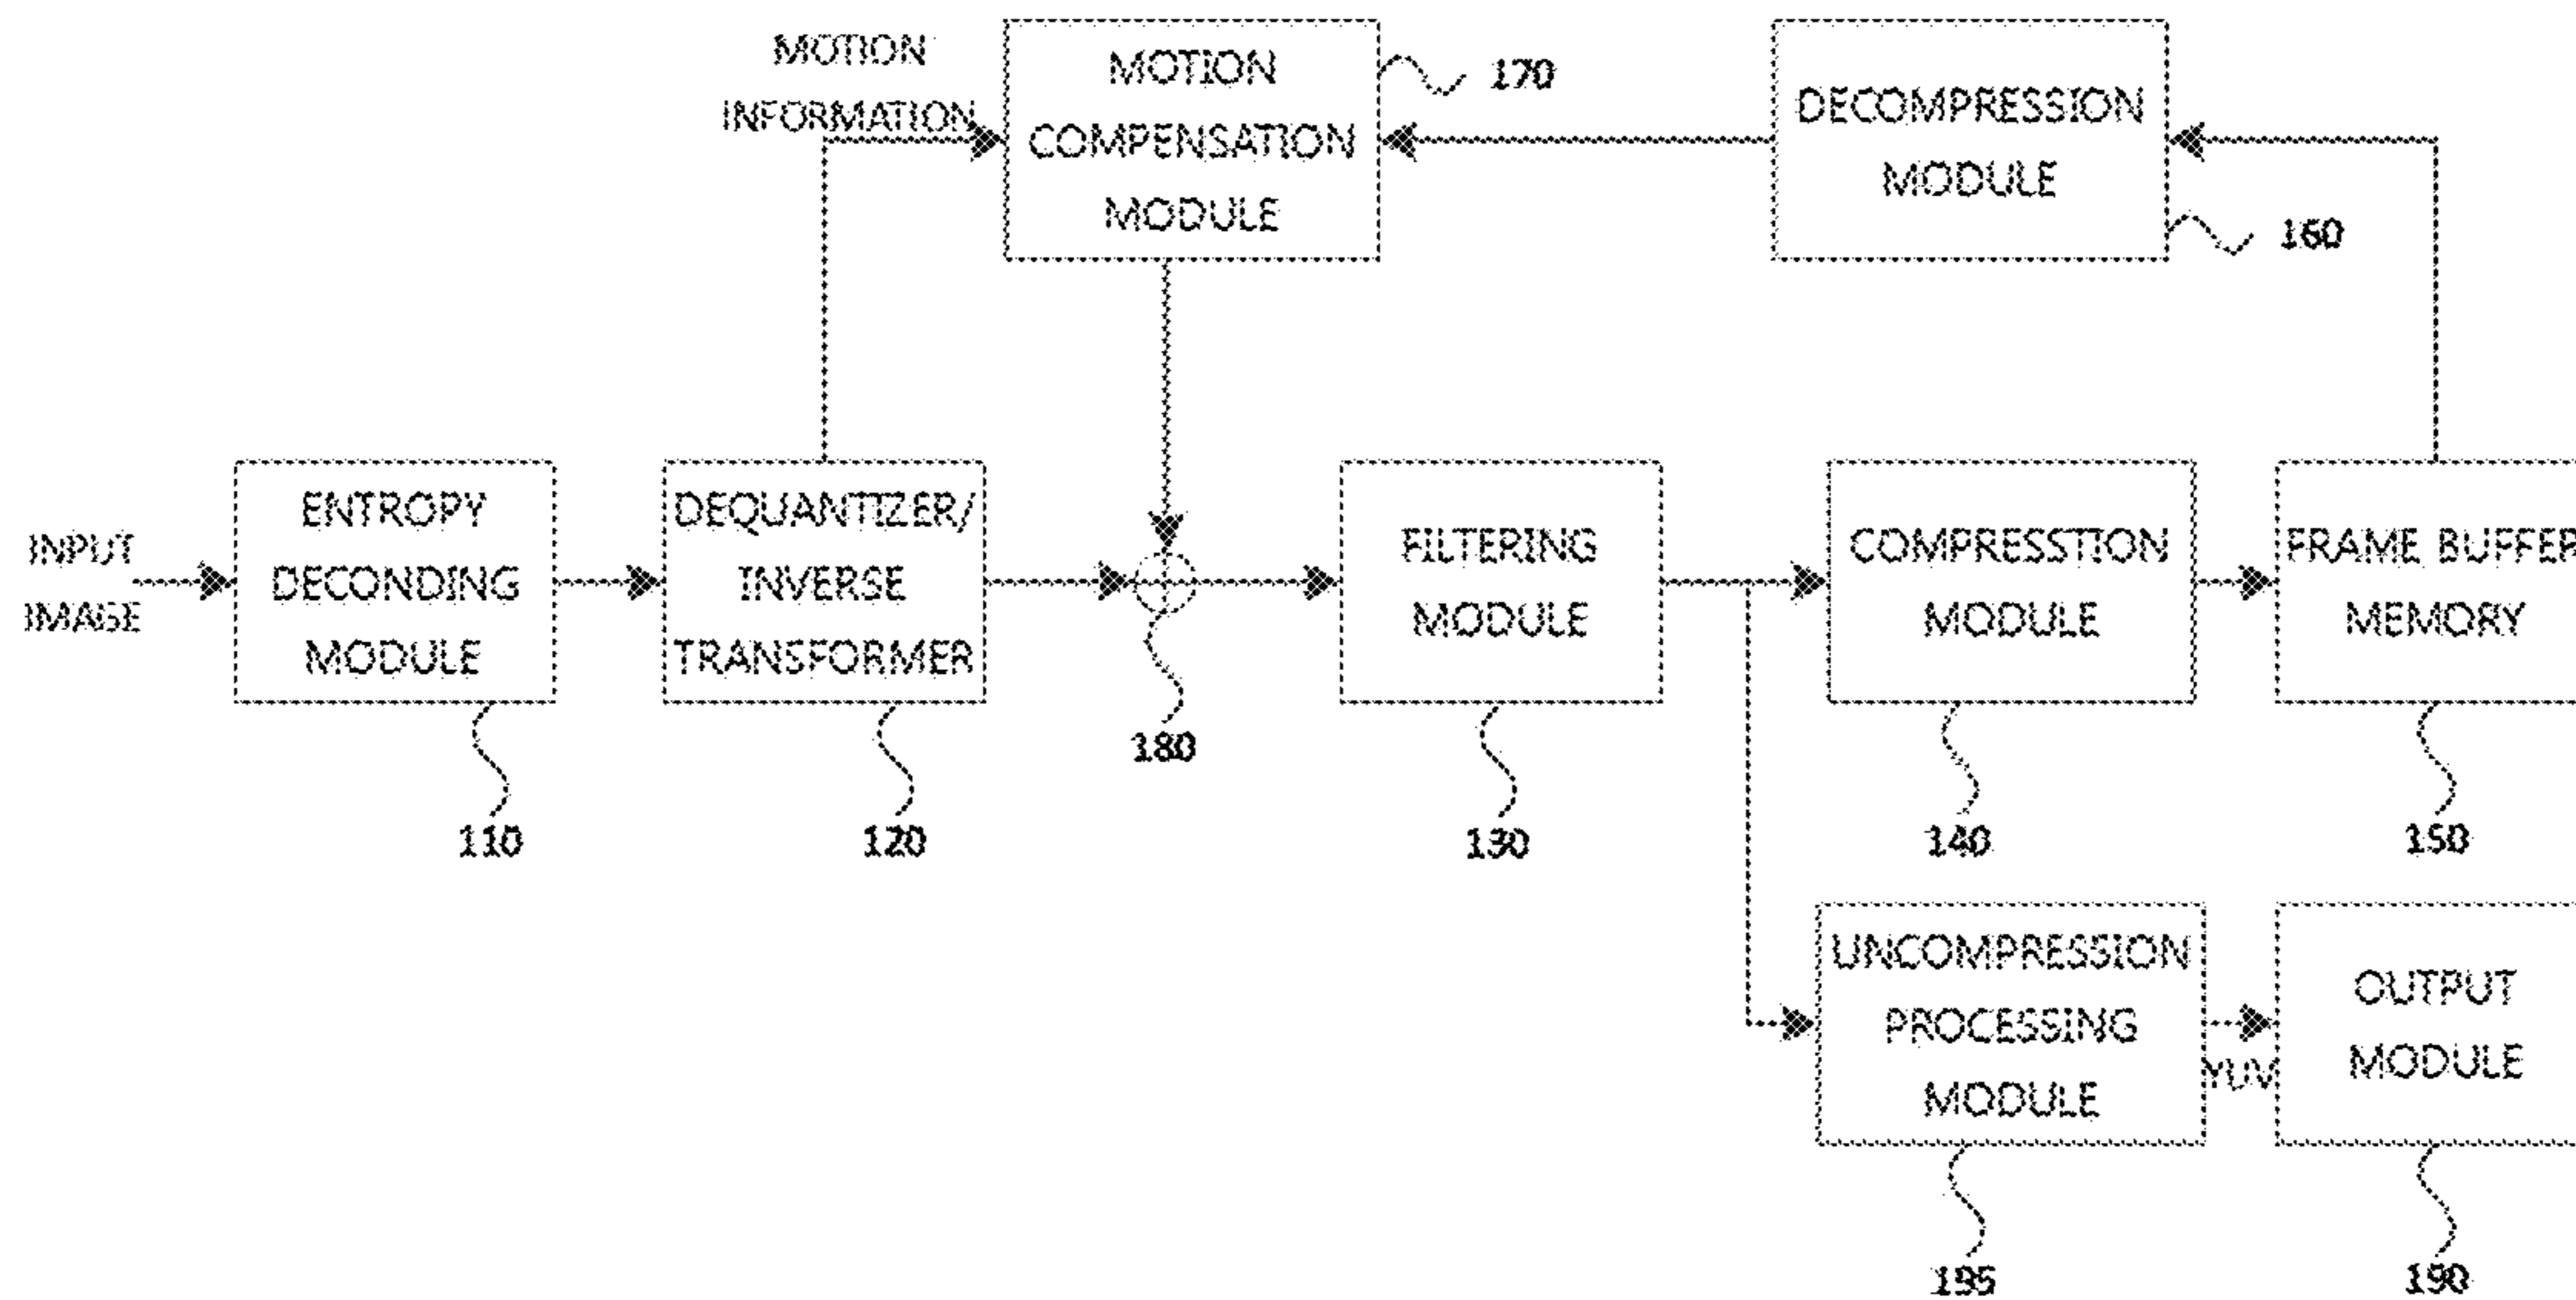 MOTION
INFORMATION
MOTION
COMPENSATION
MODULE
170
DECOMPRESSION
MODULE
160
INPUT
IMAGE
ENTROPY
DECONDING
MODULE
110
DEQUANTIZER/
INVERSE
TRANSFORMER
120
180
FILTERING
MODULE
130
COMPRESSTION
MODULE
140
FRAME BUFFER
MEMORY
150
UNCOMPRESSION
PROCESSING
MODULE
195
YUV
OUTPUT
MODULE
190